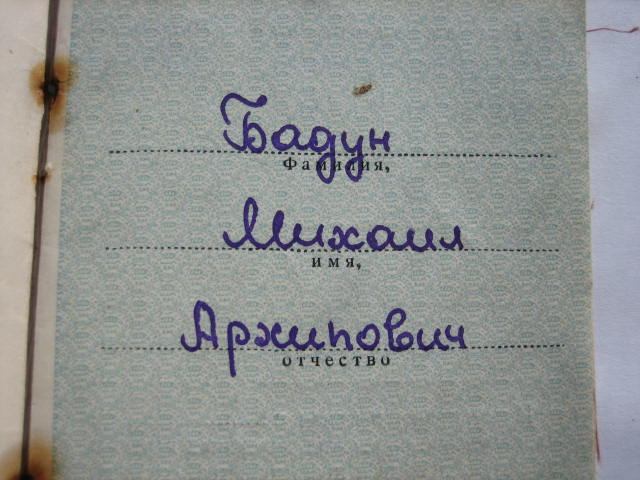 Бадун
Фамилия,
Михаил
имя,
Архипович
отчество